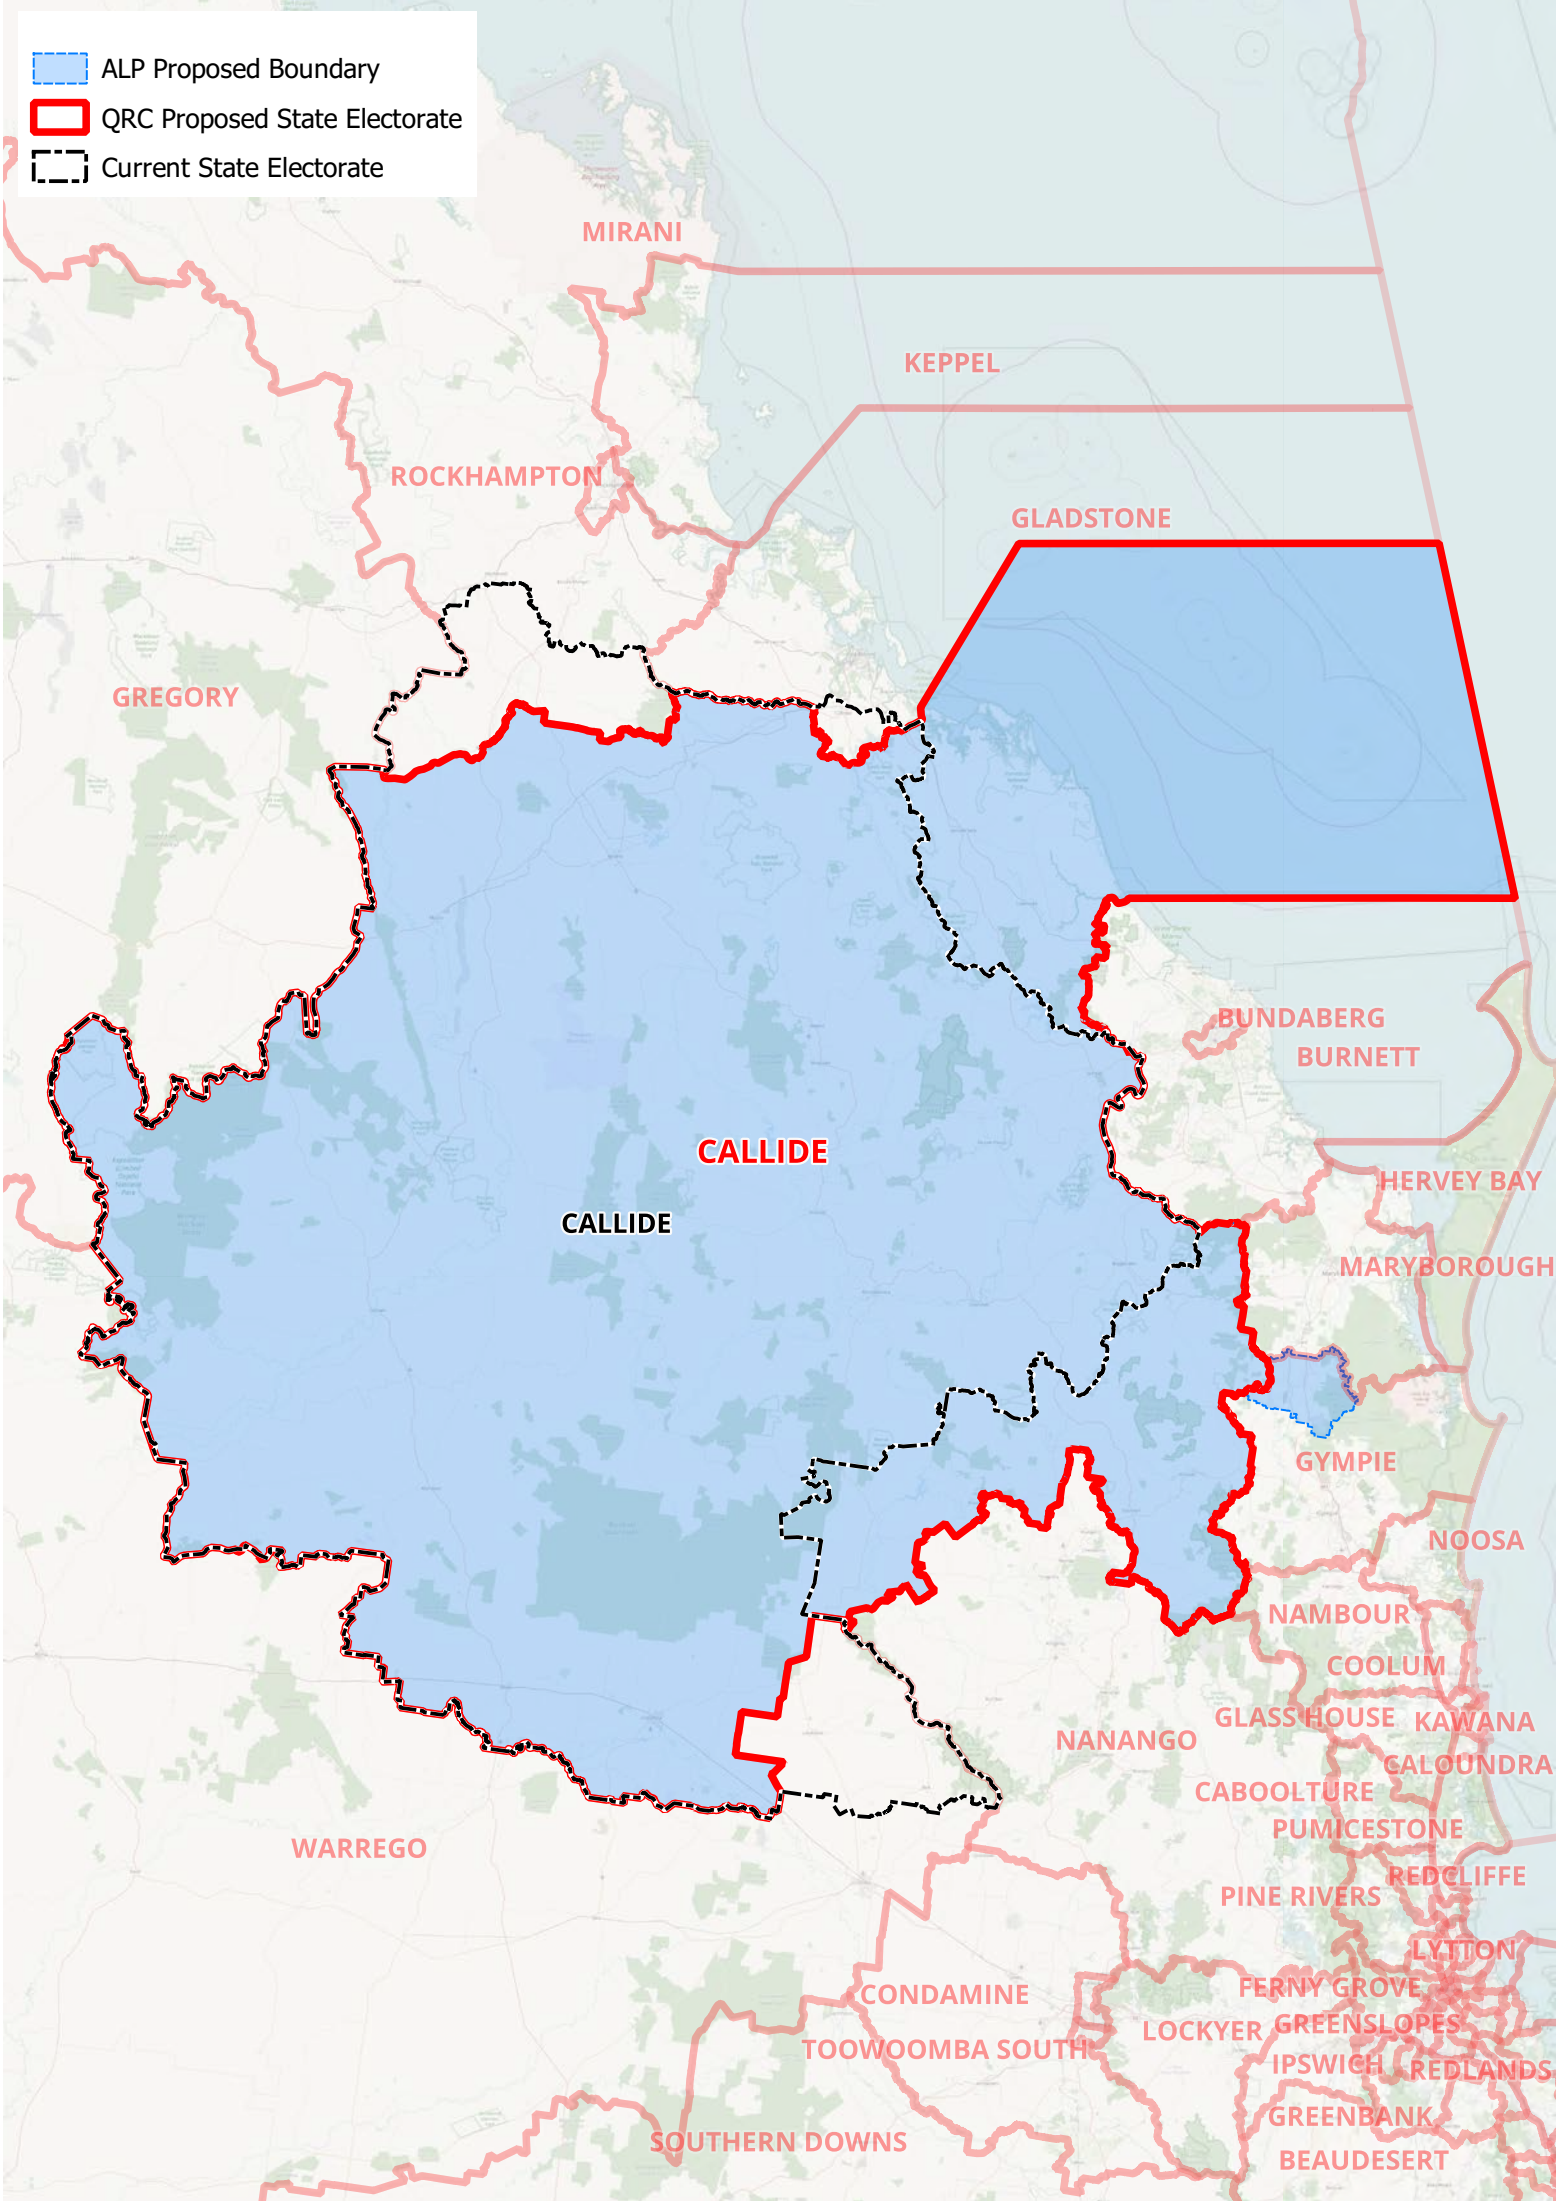 ALP Proposed Boundary
QRC Proposed State Electorate
Current State Electorate
MIRANI
KEPPEL
ROCKHAMPTON
GLADSTONE
GREGORY
BUNDABERG
BURNETT
CALLIDE
HERVEY BAY
CALLIDE
MARYBOROUGH
GYMPIE
NOOSA
NAMBOUR
COOLUM
GLASS HOUSE
KAWANA
NANANGO
CALOUNDRA
CABOOLTURE
PUMICESTONE
WARREGO
REDCLIFFE
PINE RIVERS
LYTTON
FERNY GROVE
CONDAMINE
GREENSLOPES
LOCKYER
TOOWOOMBA SOUTH
IPSWICH
REDLANDS
GREENBANK
SOUTHERN DOWNS
BEAUDESERT